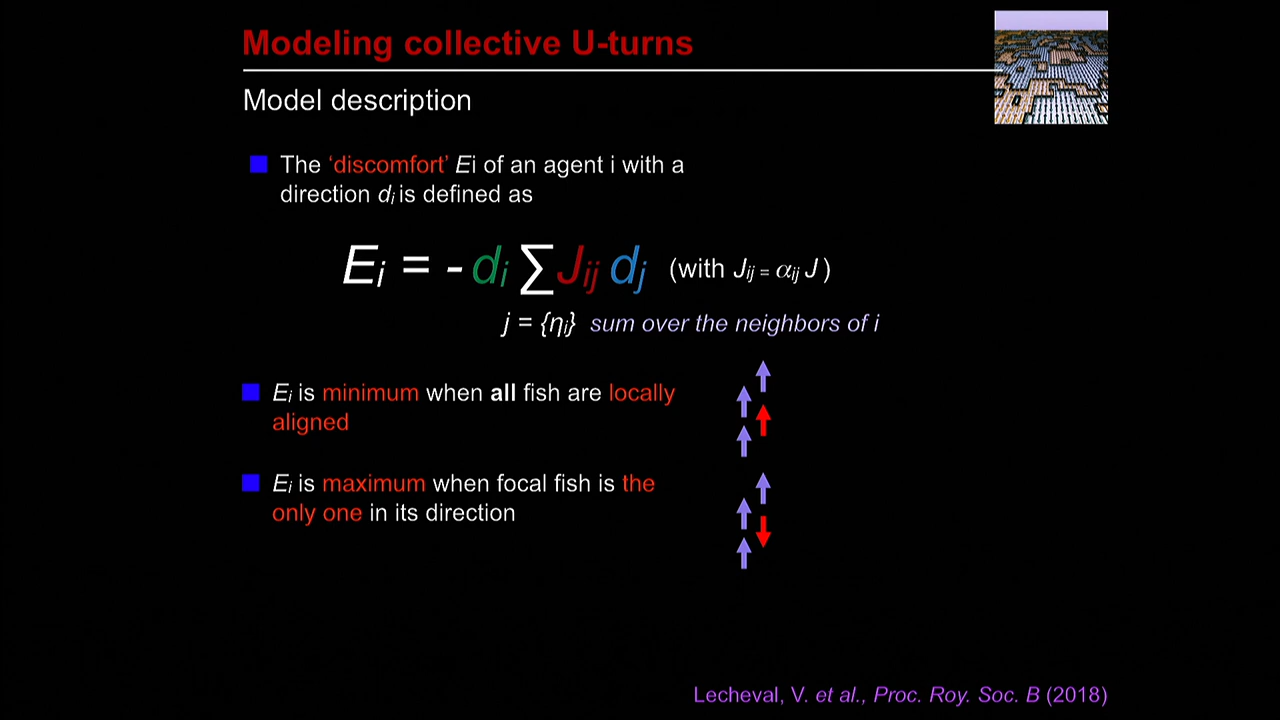 Modeling collective U-turns
Model description
The ‘discomfort’ Ei of an agent i with a
direction di is defined as
Ei = - di ∑ Jij dj (with Jij = αij J )
j = {ηi} sum over the neighbors of i
Ei is minimum when all fish are locally
aligned
Ei is maximum when focal fish is the
only one in its direction
Lecheval, V. et al., Proc. Roy. Soc. B (2018)